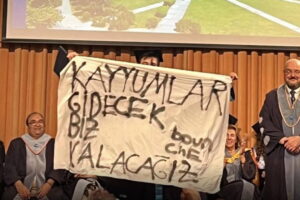 KAYYUMLAR
GİDECEK
BİZ boun
CHE
KALACAĞIZ